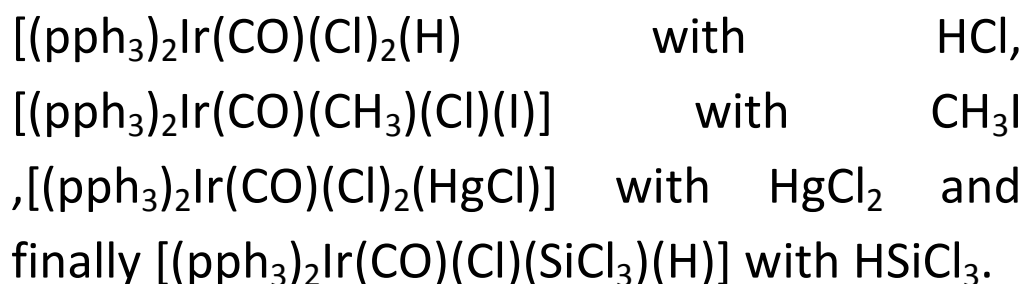 [(pph₃)₂Ir(CO)(Cl)₂(H) with HCl,
[(pph₃)₂Ir(CO)(CH₃)(Cl)(I)] with CH₃I
,[(pph₃)₂Ir(CO)(Cl)₂(HgCl)] with HgCl₂ and
finally [(pph₃)₂Ir(CO)(Cl)(SiCl₃)(H)] with HSiCl₃.